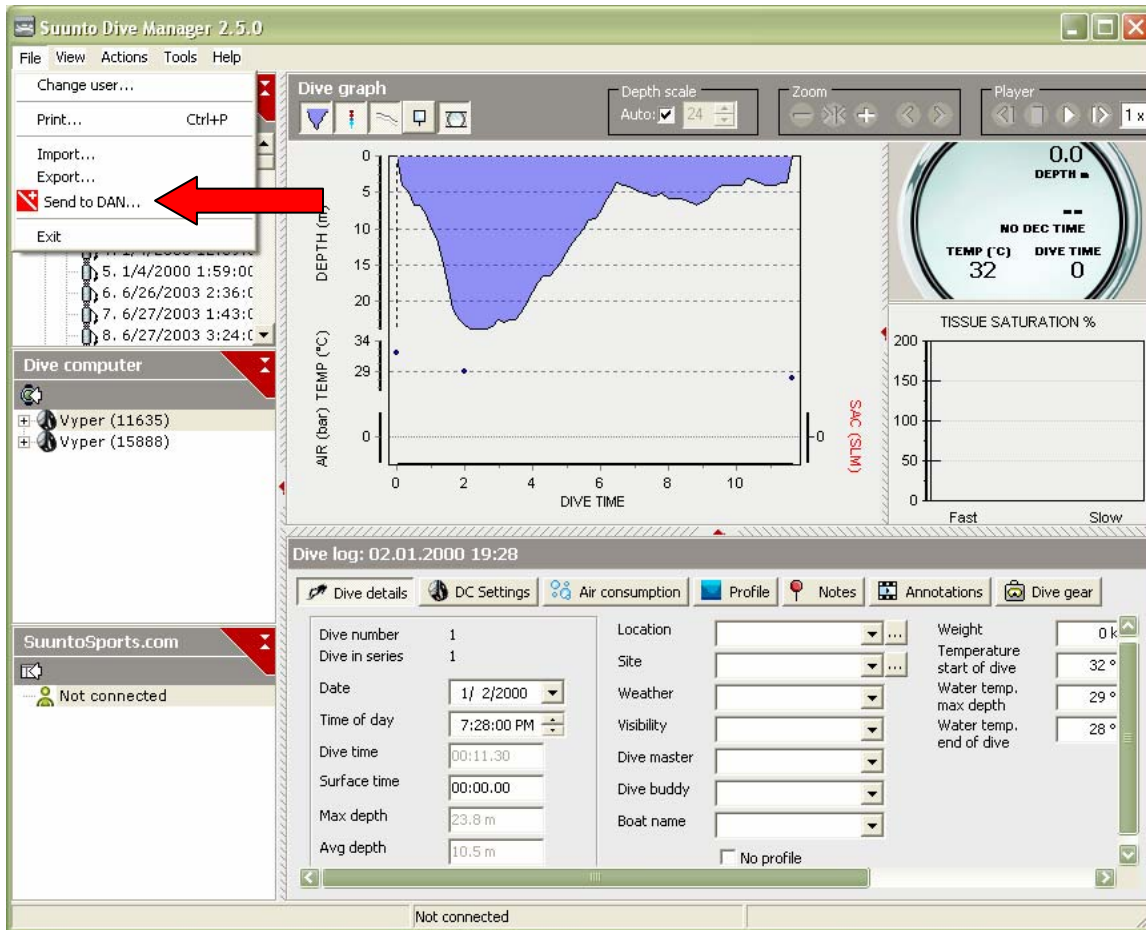 Suunto Dive Manager 2.5.0
File View Actions Tools Help
Change user...
Print... Ctrl+P
Import...
Export...
Send to DAN...
Exit
5. 1/4/2000 1:59:00
6. 6/26/2003 2:36:0
7. 6/27/2003 1:43:0
8. 6/27/2003 3:24:0
Dive computer
Vyper (11635)
Vyper (15888)
SuuntoSports.com
Not connected
Dive graph
Depth scale
Auto: 24
Zoom
Player
1 x
0
5
10
15
20
DEPTH (m)
34
29
TEMP (°C)
0
AIR (bar)
0
SAC (SLM)
0 2 4 6 8 10
DIVE TIME
0.0
DEPTH m
--
NO DEC TIME
TEMP (°C) DIVE TIME
32 0
TISSUE SATURATION %
200
150
100
50
0
Fast Slow
Dive log: 02.01.2000 19:28
Dive details DC Settings Air consumption Profile Notes Annotations Dive gear
Dive number 1
Dive in series 1
Date 1/ 2/2000
Time of day 7:28:00 PM
Dive time 00:11.30
Surface time 00:00.00
Max depth 23.8 m
Avg depth 10.5 m
Location ...
Site ...
Weather
Visibility
Dive master
Dive buddy
Boat name
No profile
Weight 0 k
Temperature
start of dive 32 °
Water temp.
max depth 29 °
Water temp.
end of dive 28 °
Not connected